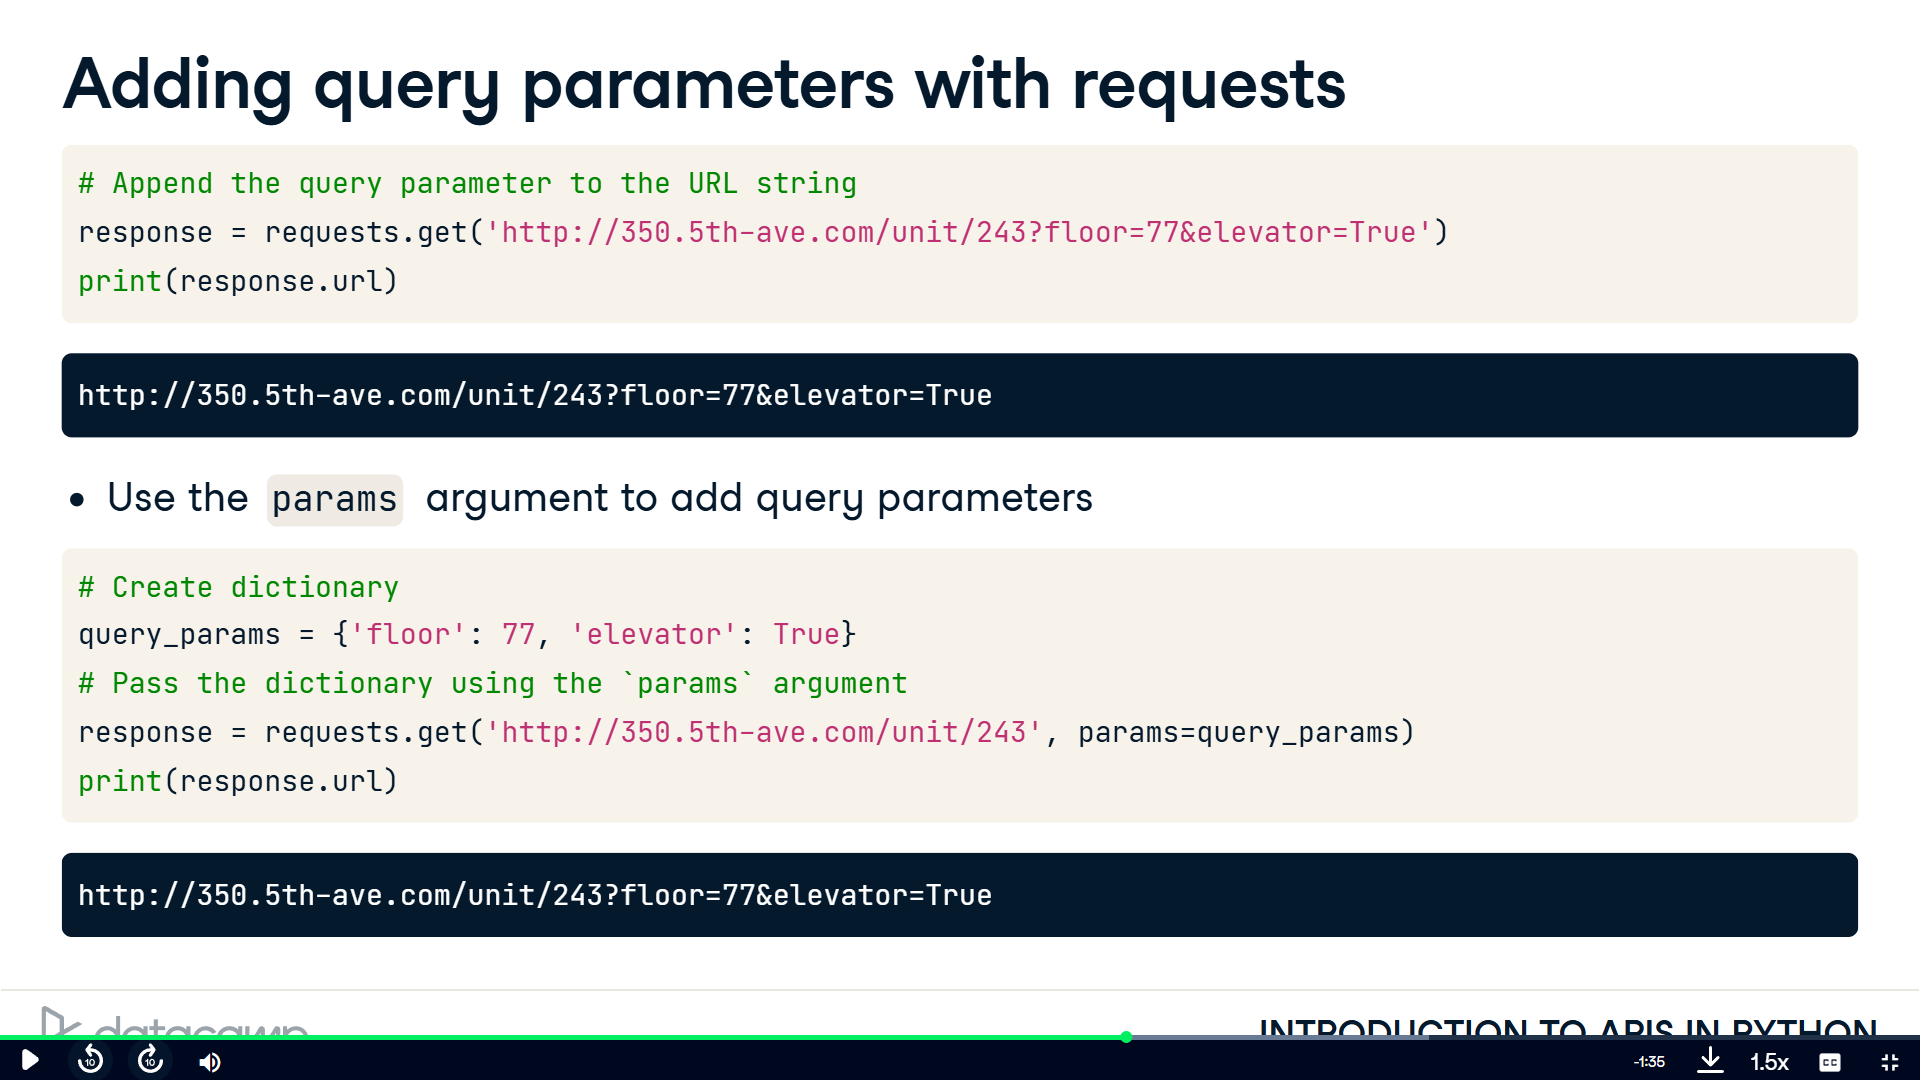 Adding query parameters with requests
# Append the query parameter to the URL string
response = requests.get('http://350.5th-ave.com/unit/243?floor=77&elevator=True')
print(response.url)
http://350.5th-ave.com/unit/243?floor=77&elevator=True
• Use the params argument to add query parameters
# Create dictionary
query_params = {'floor': 77, 'elevator': True}
# Pass the dictionary using the `params` argument
response = requests.get('http://350.5th-ave.com/unit/243', params=query_params)
print(response.url)
http://350.5th-ave.com/unit/243?floor=77&elevator=True
datacamp
INTRODUCTION TO APIS IN PYTHON
10
10
-1:35
1.5x
CC